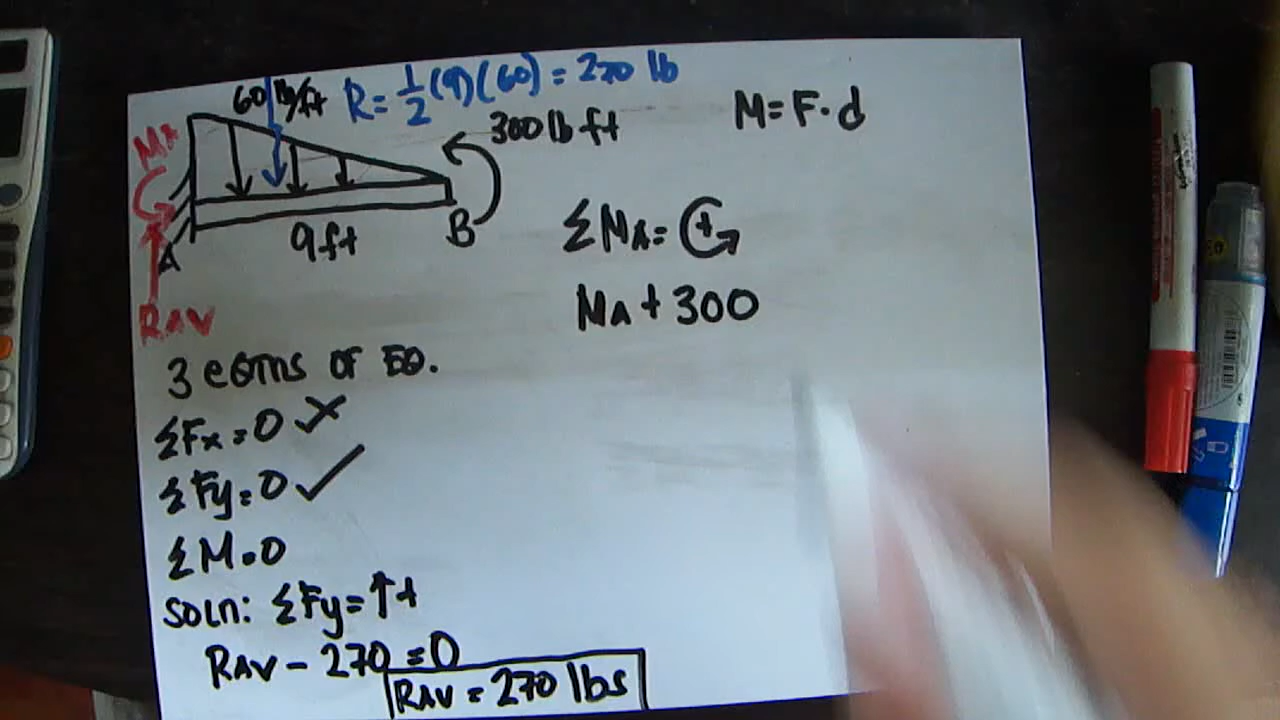 60 lb/ft
R = 1/2 (9)(60) = 270 lb
300 lb ft
M = F · d
MA
9 ft
B
A
RAV
ΣMA = +
MA + 300
3 eqtns of EQ.
ΣFx = 0 ✗
ΣFy = 0 ✓
ΣM = 0
Soln: ΣFy = ↑+
RAV - 270 = 0
RAV = 270 lbs